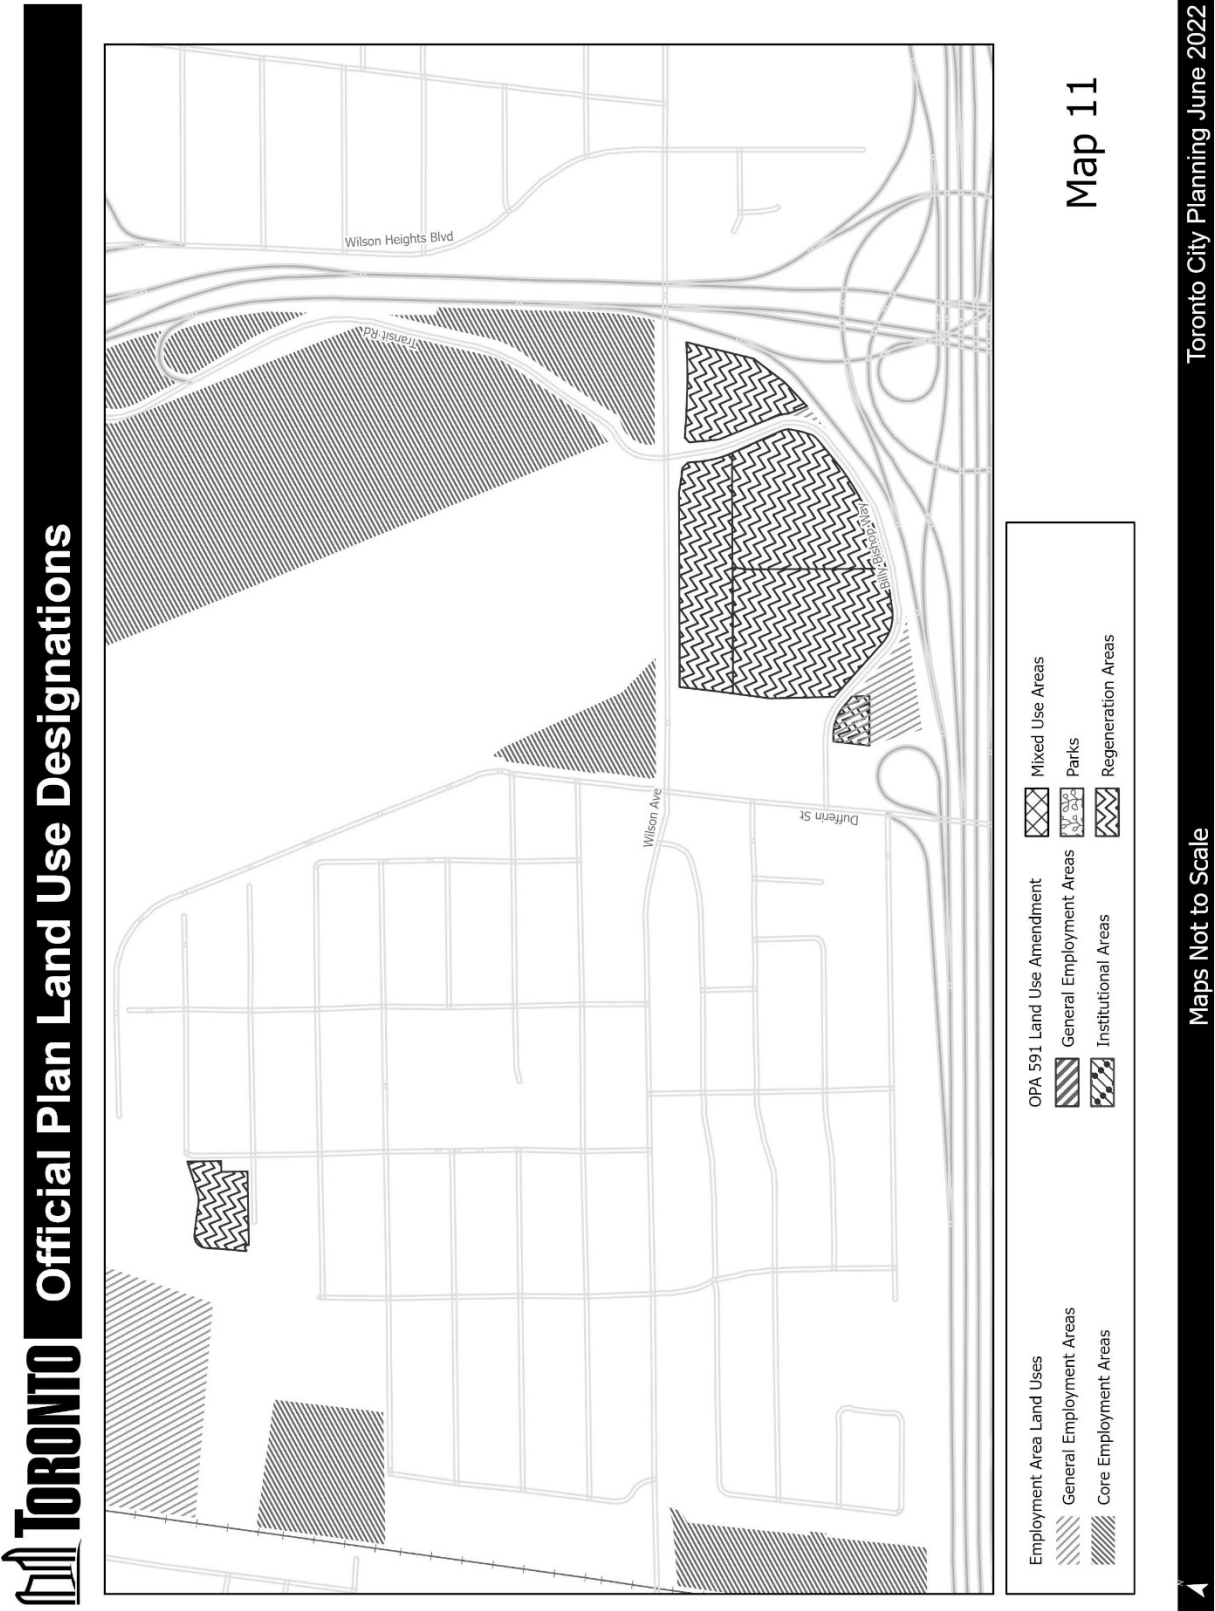 TORONTO
Official Plan Land Use Designations
Wilson Heights Blvd
Transit Rd
Billy Bishop Way
Wilson Ave
Dufferin St
Map 11
Employment Area Land Uses
General Employment Areas
Core Employment Areas
OPA 591 Land Use Amendment
General Employment Areas
Institutional Areas
Mixed Use Areas
Parks
Regeneration Areas
Maps Not to Scale
Toronto City Planning June 2022